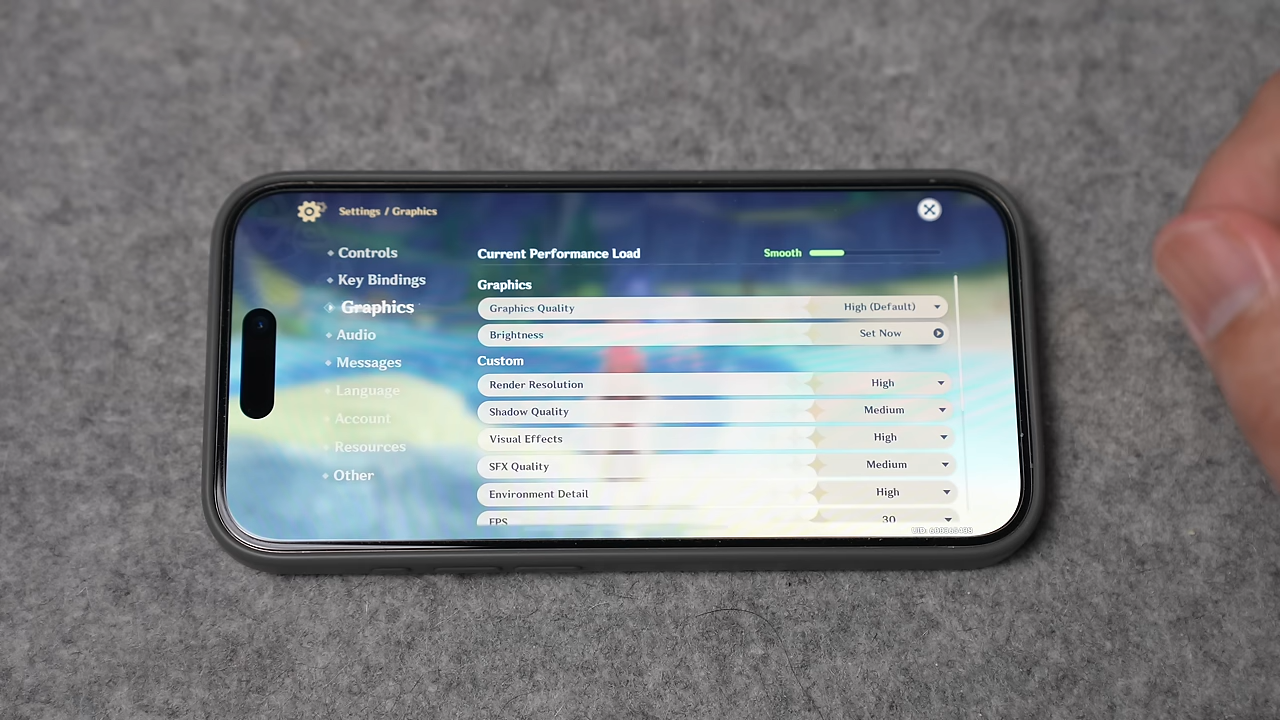 Settings / Graphics
Controls
Key Bindings
Graphics
Audio
Messages
Language
Account
Resources
Other
Current Performance Load
Smooth
Graphics
Graphics Quality High (Default)
Brightness Set Now
Custom
Render Resolution High
Shadow Quality Medium
Visual Effects High
SFX Quality Medium
Environment Detail High
FPS 30
UID: